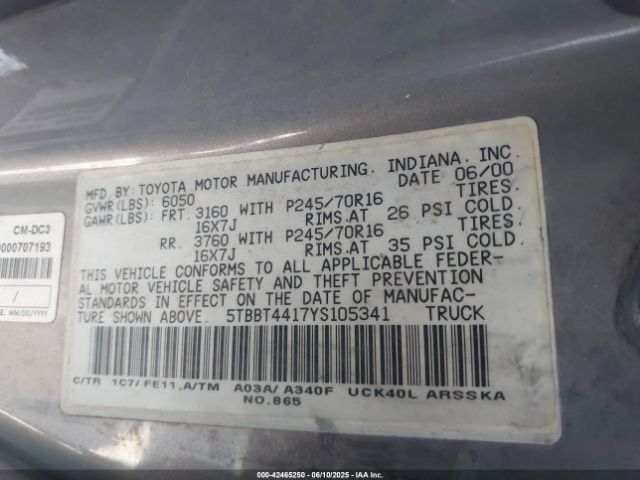 MFD BY: TOYOTA MOTOR MANUFACTURING. INDIANA, INC.
GVWR(LBS): 6050 DATE 06/00
GAWR(LBS): FRT. 3160 WITH P245/70R16 TIRES.
16X7J RIMS.AT 26 PSI COLD.
RR. 3760 WITH P245/70R16 TIRES.
16X7J RIMS.AT 35 PSI COLD.
THIS VEHICLE CONFORMS TO ALL APPLICABLE FEDER-
AL MOTOR VEHICLE SAFETY AND THEFT PREVENTION
STANDARDS IN EFFECT ON THE DATE OF MANUFAC-
TURE SHOWN ABOVE. 5TBBT4417YS105341 TRUCK
C/TR 1C7/ FE11,A/TM A03A/ A340F UCK40L ARSSKA
NO.865
CM-DC3
0000707193
/
E. MM/DD/YYYY
000-42465250 - 06/10/2025 - IAA Inc.